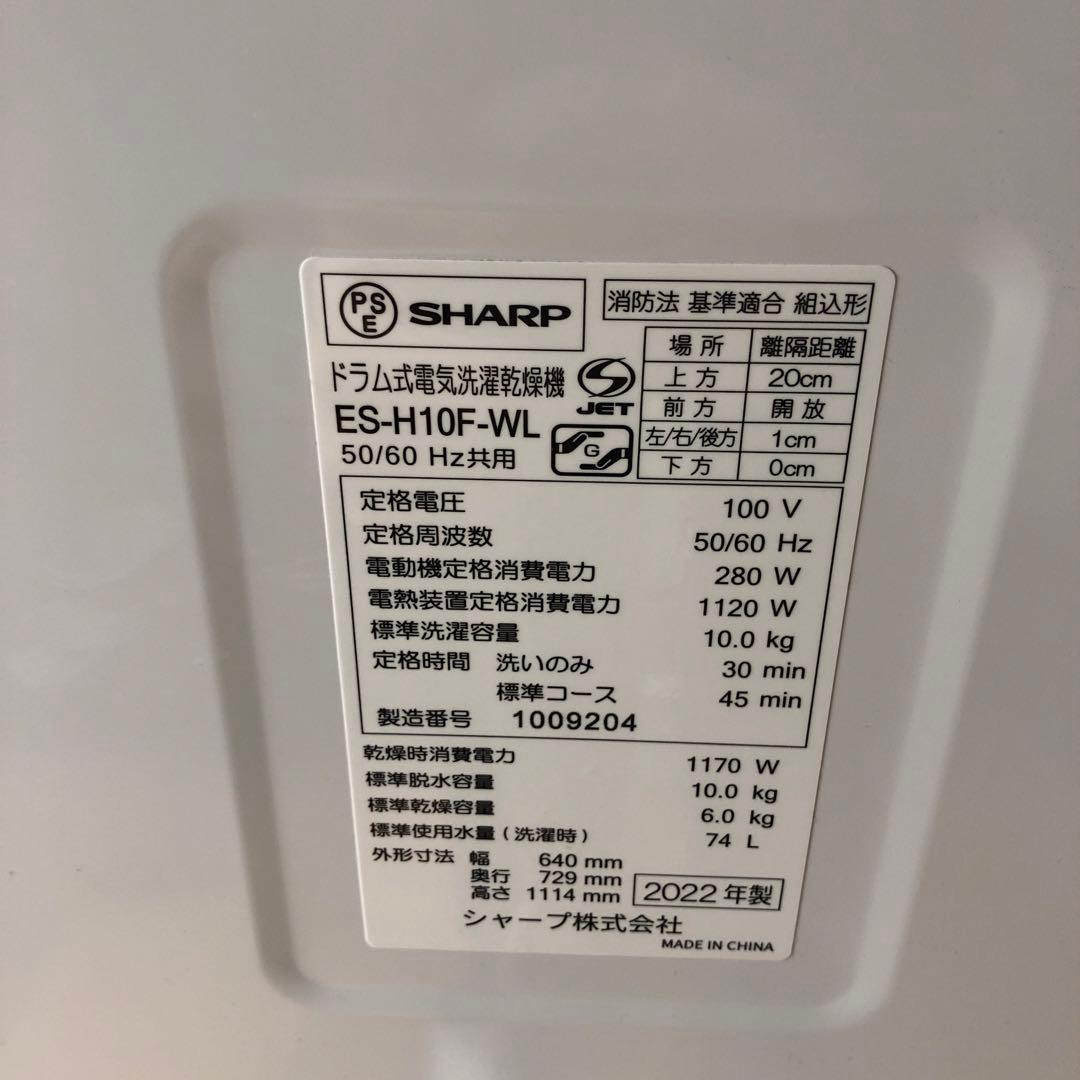 PSE SHARP
消防法 基準適合 組込形
場所 離隔距離
上方 20cm
前方 開放
左/右/後方 1cm
下方 0cm
ドラム式電気洗濯乾燥機
JET
ES-H10F-WL
G
50/60 Hz共用
定格電圧 100 V
定格周波数 50/60 Hz
電動機定格消費電力 280 W
電熱装置定格消費電力 1120 W
標準洗濯容量 10.0 kg
定格時間 洗いのみ 30 min
標準コース 45 min
製造番号 1009204
乾燥時消費電力 1170 W
標準脱水容量 10.0 kg
標準乾燥容量 6.0 kg
標準使用水量(洗濯時) 74 L
外形寸法 幅 640 mm
奥行 729 mm
高さ 1114 mm
2022年製
シャープ株式会社
MADE IN CHINA